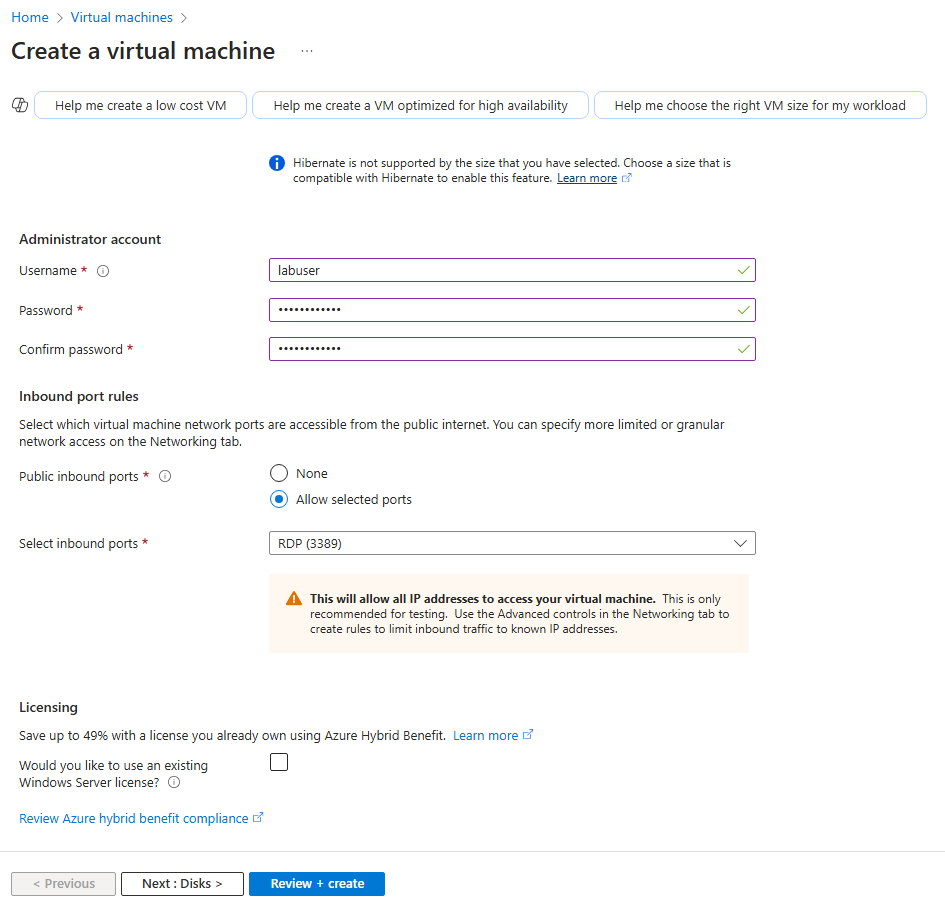 Home > Virtual machines >
Create a virtual machine ...
Help me create a low cost VM
Help me create a VM optimized for high availability
Help me choose the right VM size for my workload
Hibernate is not supported by the size that you have selected. Choose a size that is
compatible with Hibernate to enable this feature. Learn more
Administrator account
Username *
labuser
Password *
••••••••••••
Confirm password *
••••••••••••
Inbound port rules
Select which virtual machine network ports are accessible from the public internet. You can specify more limited or granular
network access on the Networking tab.
Public inbound ports *
None
Allow selected ports
Select inbound ports *
RDP (3389)
This will allow all IP addresses to access your virtual machine. This is only
recommended for testing. Use the Advanced controls in the Networking tab to
create rules to limit inbound traffic to known IP addresses.
Licensing
Save up to 49% with a license you already own using Azure Hybrid Benefit. Learn more
Would you like to use an existing
Windows Server license?
Review Azure hybrid benefit compliance
< Previous
Next : Disks >
Review + create